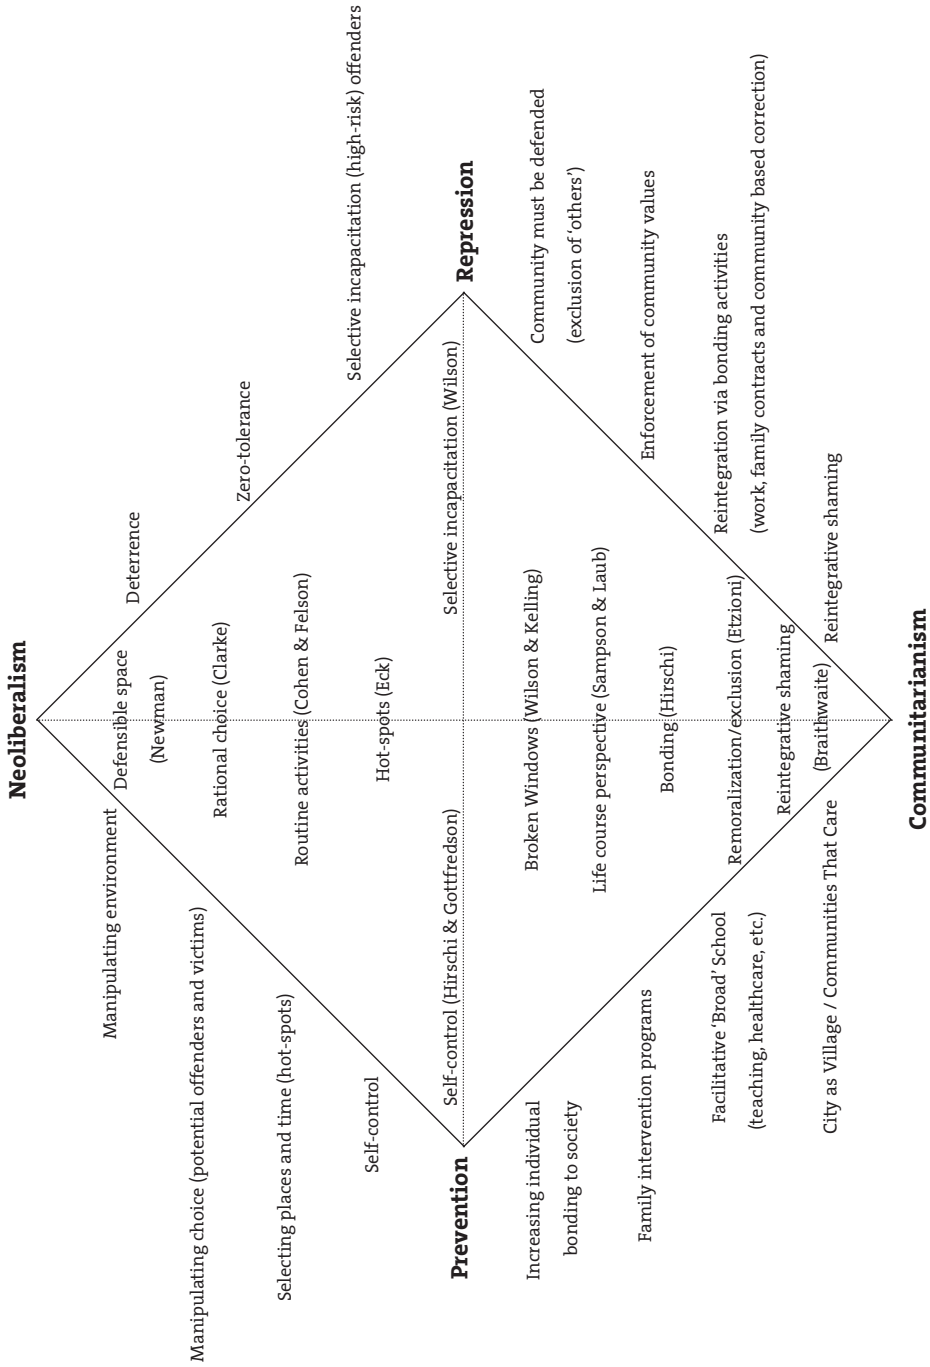 Neoliberalism
Manipulating environment
Defensible space
(Newman)
Deterrence
Manipulating choice (potential offenders and victims)
Rational choice (Clarke)
Zero-tolerance
Selecting places and time (hot-spots)
Routine activities (Cohen & Felson)
Selective incapacitation (high-risk) offenders
Self-control
Hot-spots (Eck)
Prevention
Self-control (Hirschi & Gottfredson)
Selective incapacitation (Wilson)
Repression
Increasing individual
bonding to society
Broken Windows (Wilson & Kelling)
Community must be defended
(exclusion of ‘others’)
Life course perspective (Sampson & Laub)
Family intervention programs
Bonding (Hirschi)
Enforcement of community values
Facilitative ‘Broad’ School
(teaching, healthcare, etc.)
Remoralization/exclusion (Etzioni)
Reintegration via bonding activities
(work, family contracts and community based correction)
Reintegrative shaming
(Braithwaite)
City as Village / Communities That Care
Reintegrative shaming
Communitarianism